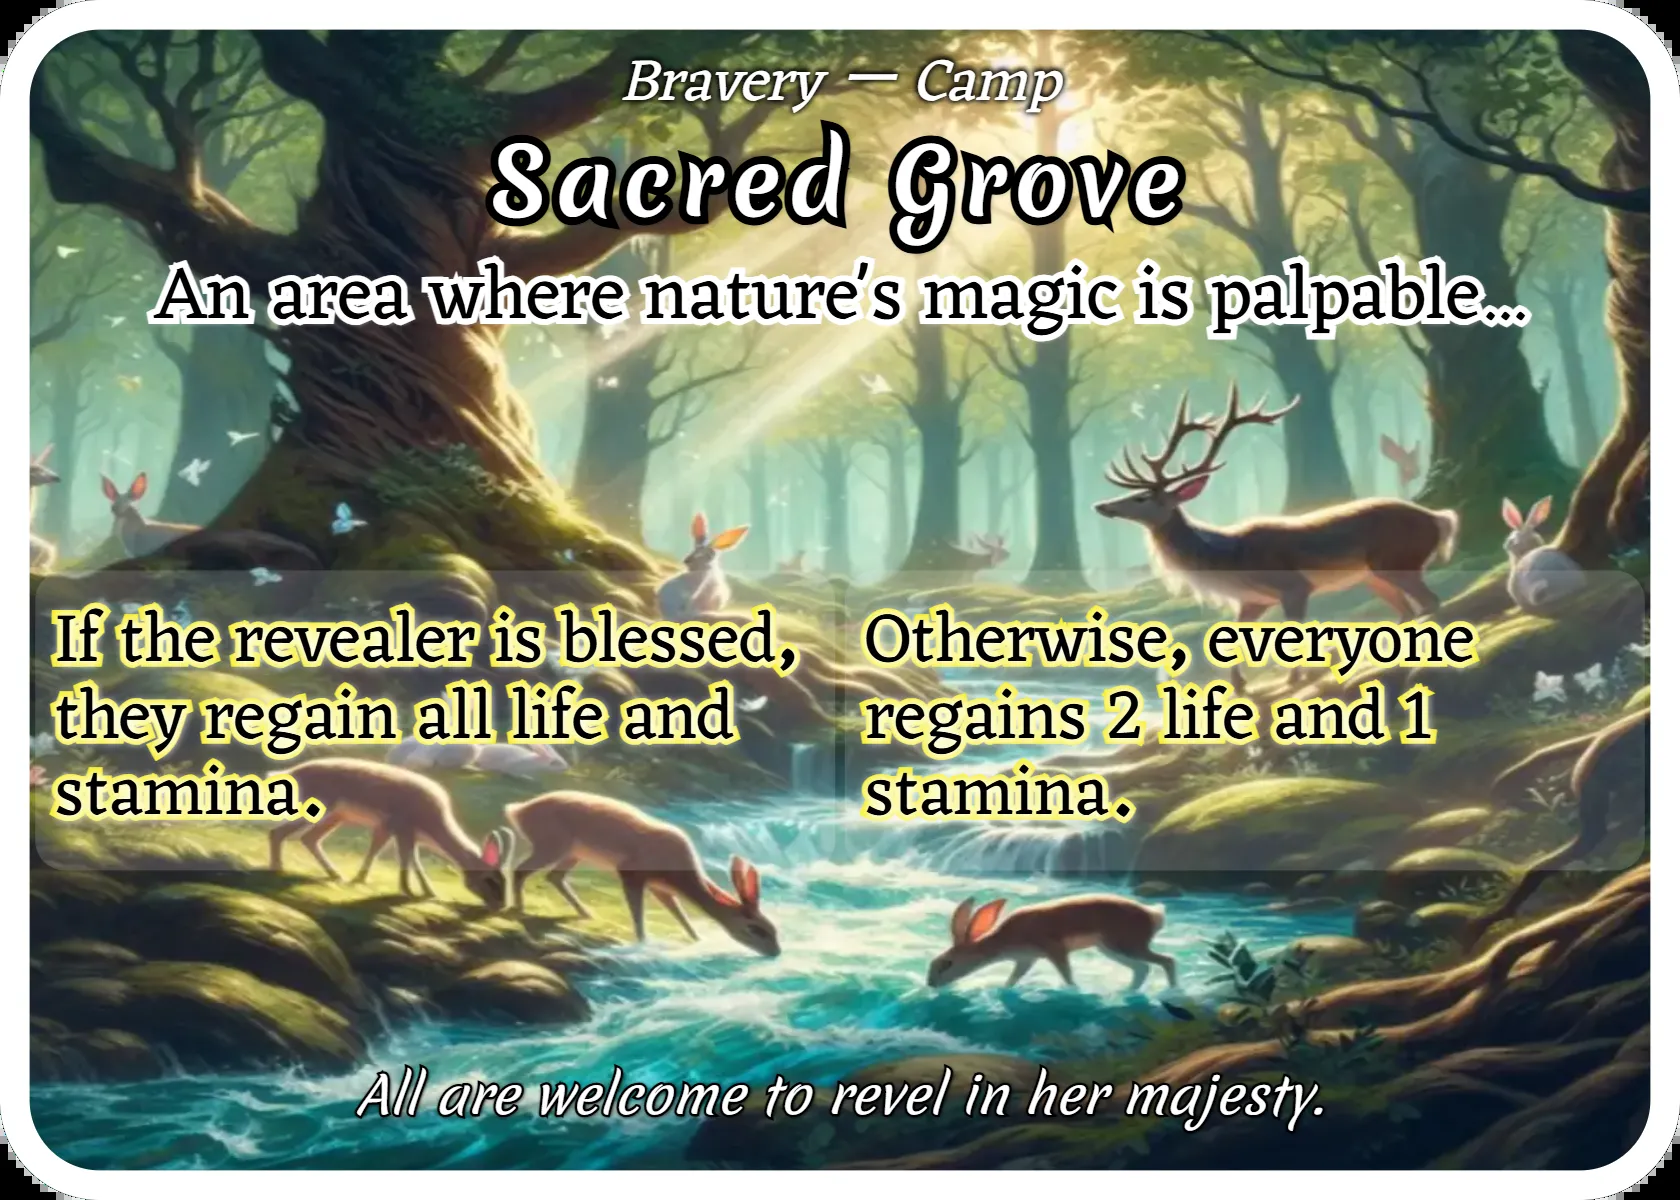 Bravery — Camp
Sacred Grove
An area where nature's magic is palpable...
If the revealer is blessed,
they regain all life and
stamina.
Otherwise, everyone
regains 2 life and 1
stamina.
All are welcome to revel in her majesty.